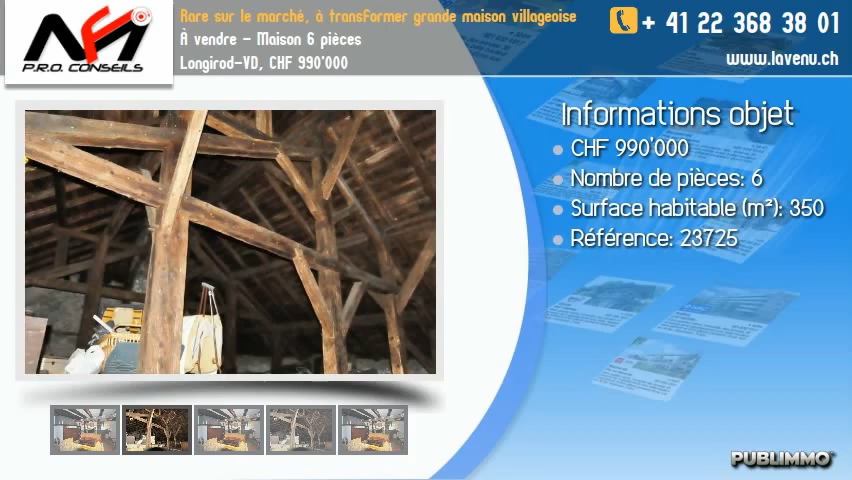 NFM
P.R.O. CONSEILS
Rare sur le marché, à transformer grande maison villageoise
À vendre - Maison 6 pièces
Longirod-VD, CHF 990'000
+ 41 22 368 38 01
www.lavenu.ch
Informations objet
CHF 990'000
Nombre de pièces: 6
Surface habitable (m²): 350
Référence: 23725
PUBLIMMO